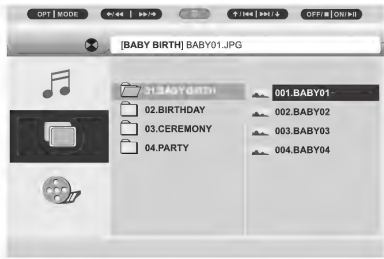 OPT | MODE
OFF/■ | ON/▶II
[BABY BIRTH] BABY01.JPG
01.BABY BIRTH
02.BIRTHDAY
03.CEREMONY
04.PARTY
001.BABY01
002.BABY02
003.BABY03
004.BABY04